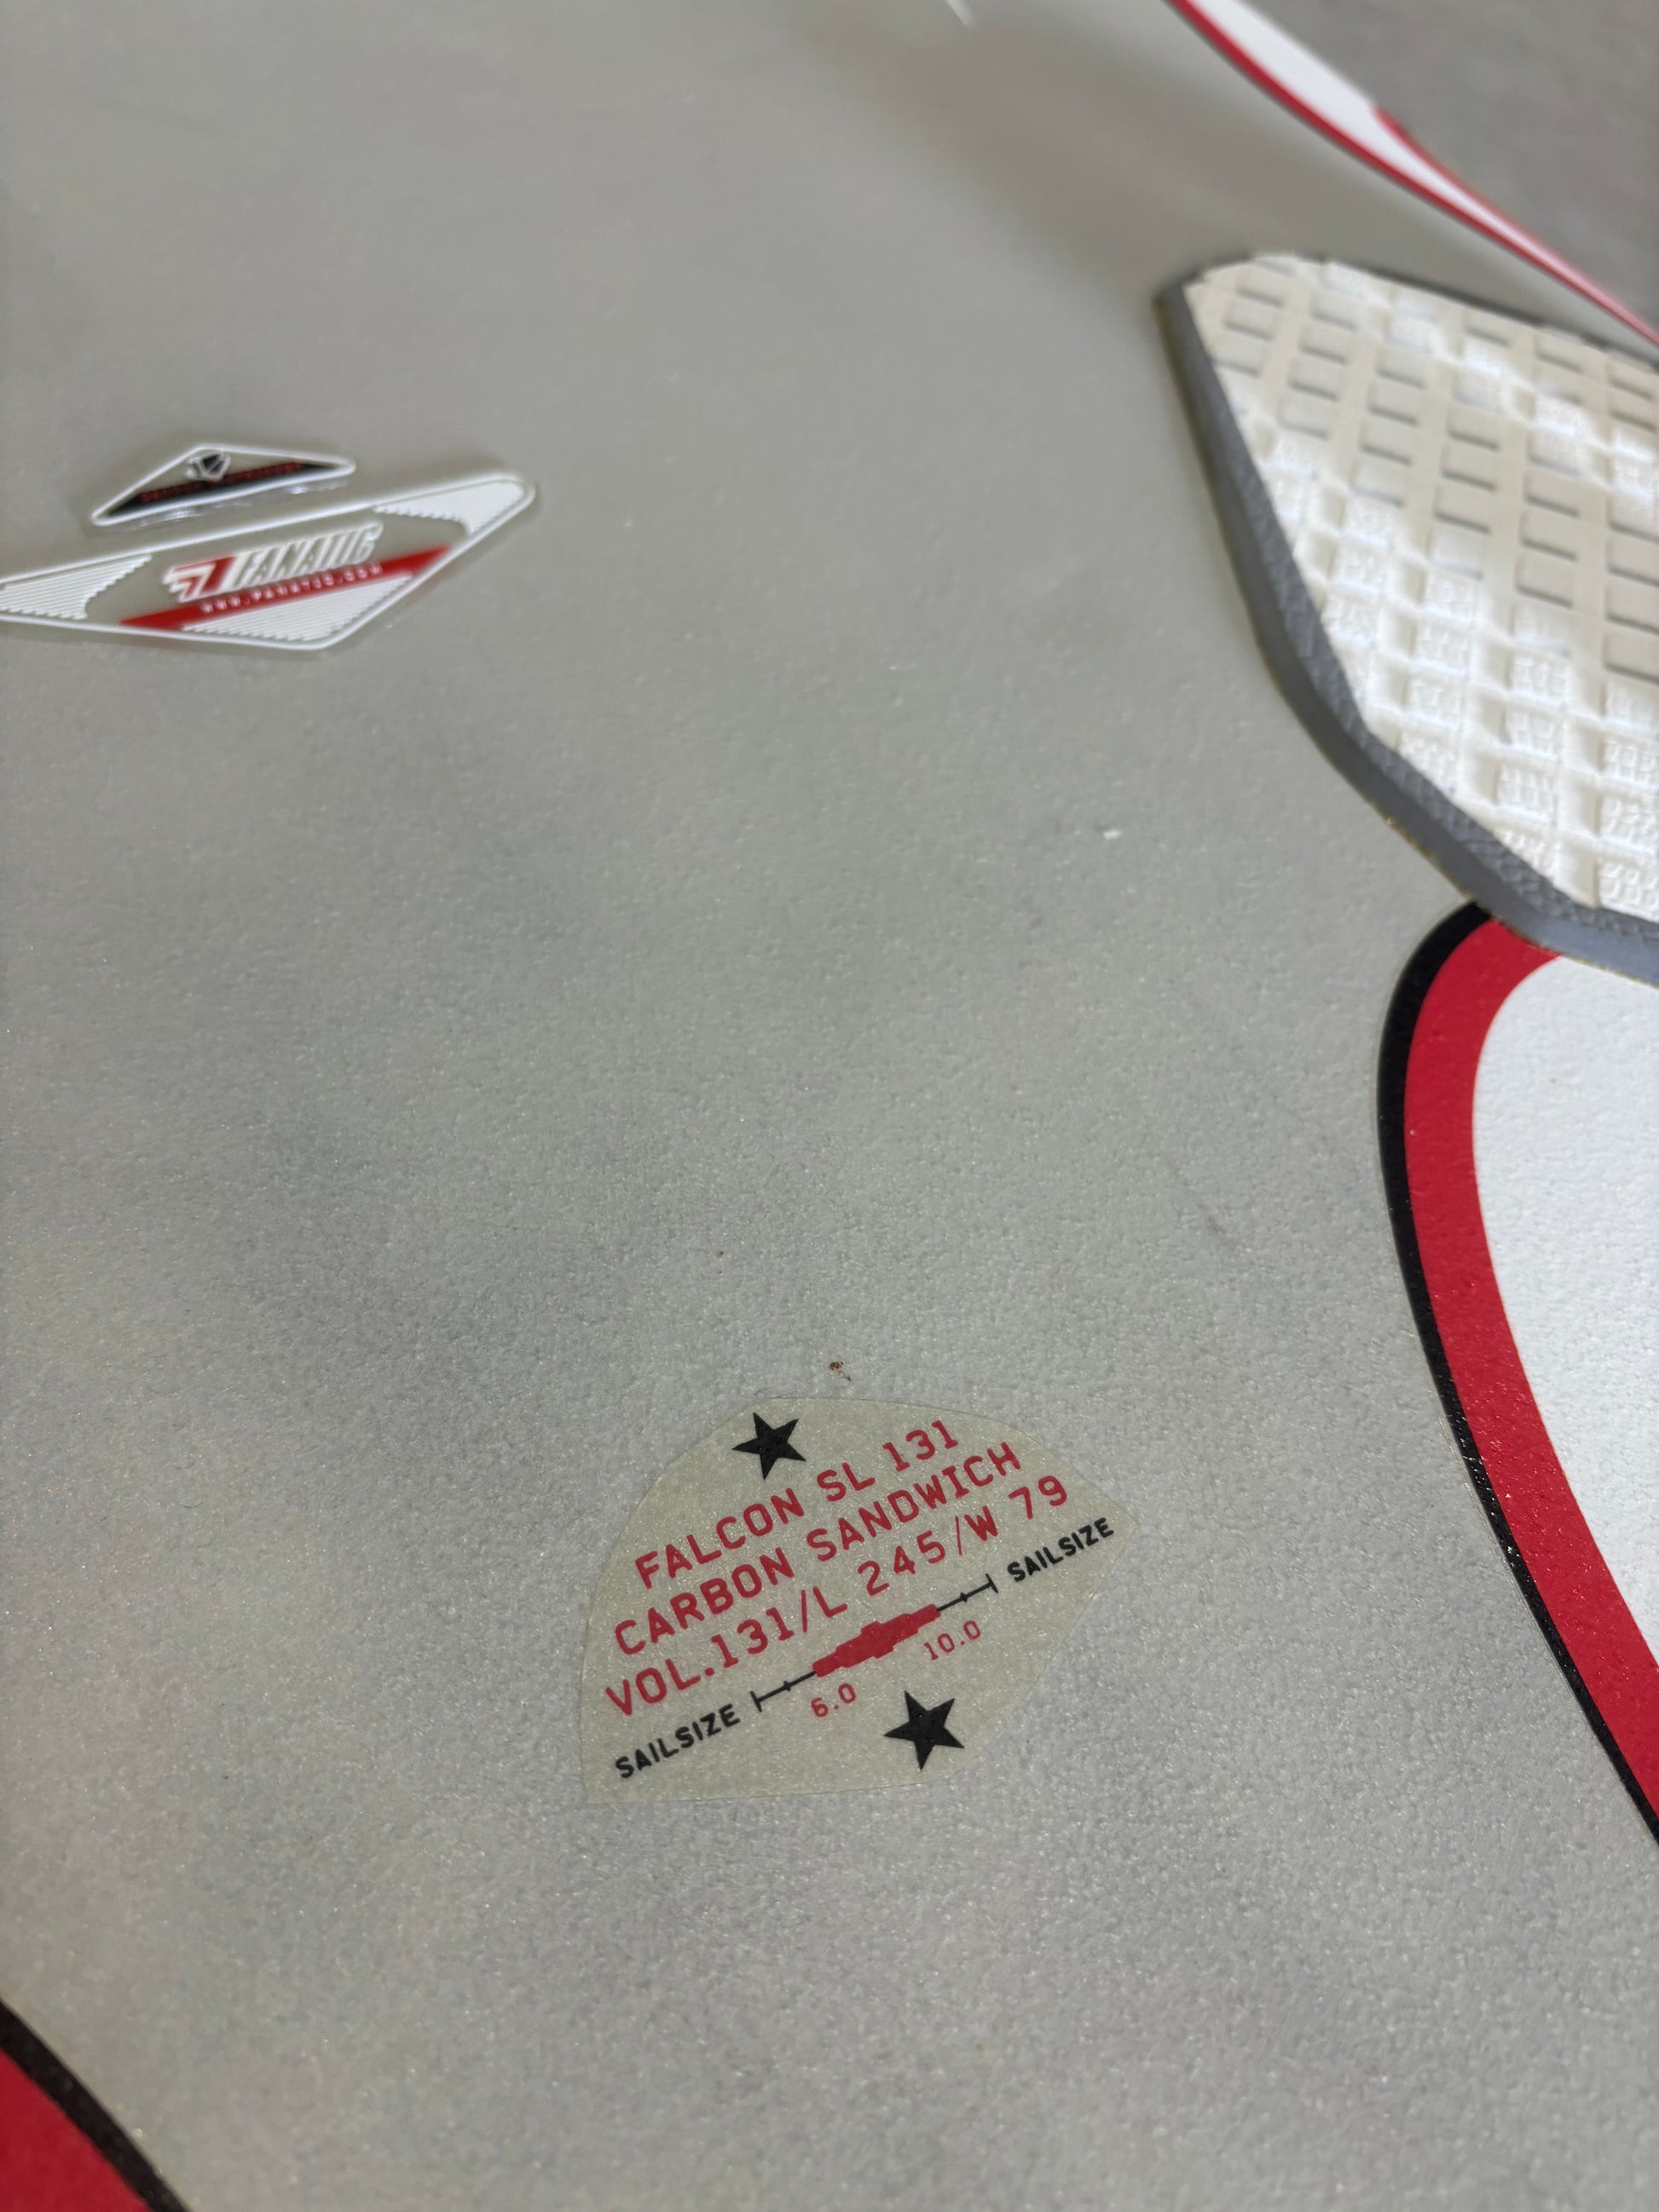 FANATIC
WWW.FANATIC.COM
FALCON SL 131
CARBON SANDWICH
VOL.131/L 245/W 79
SAILSIZE SAILSIZE
6.0 10.0